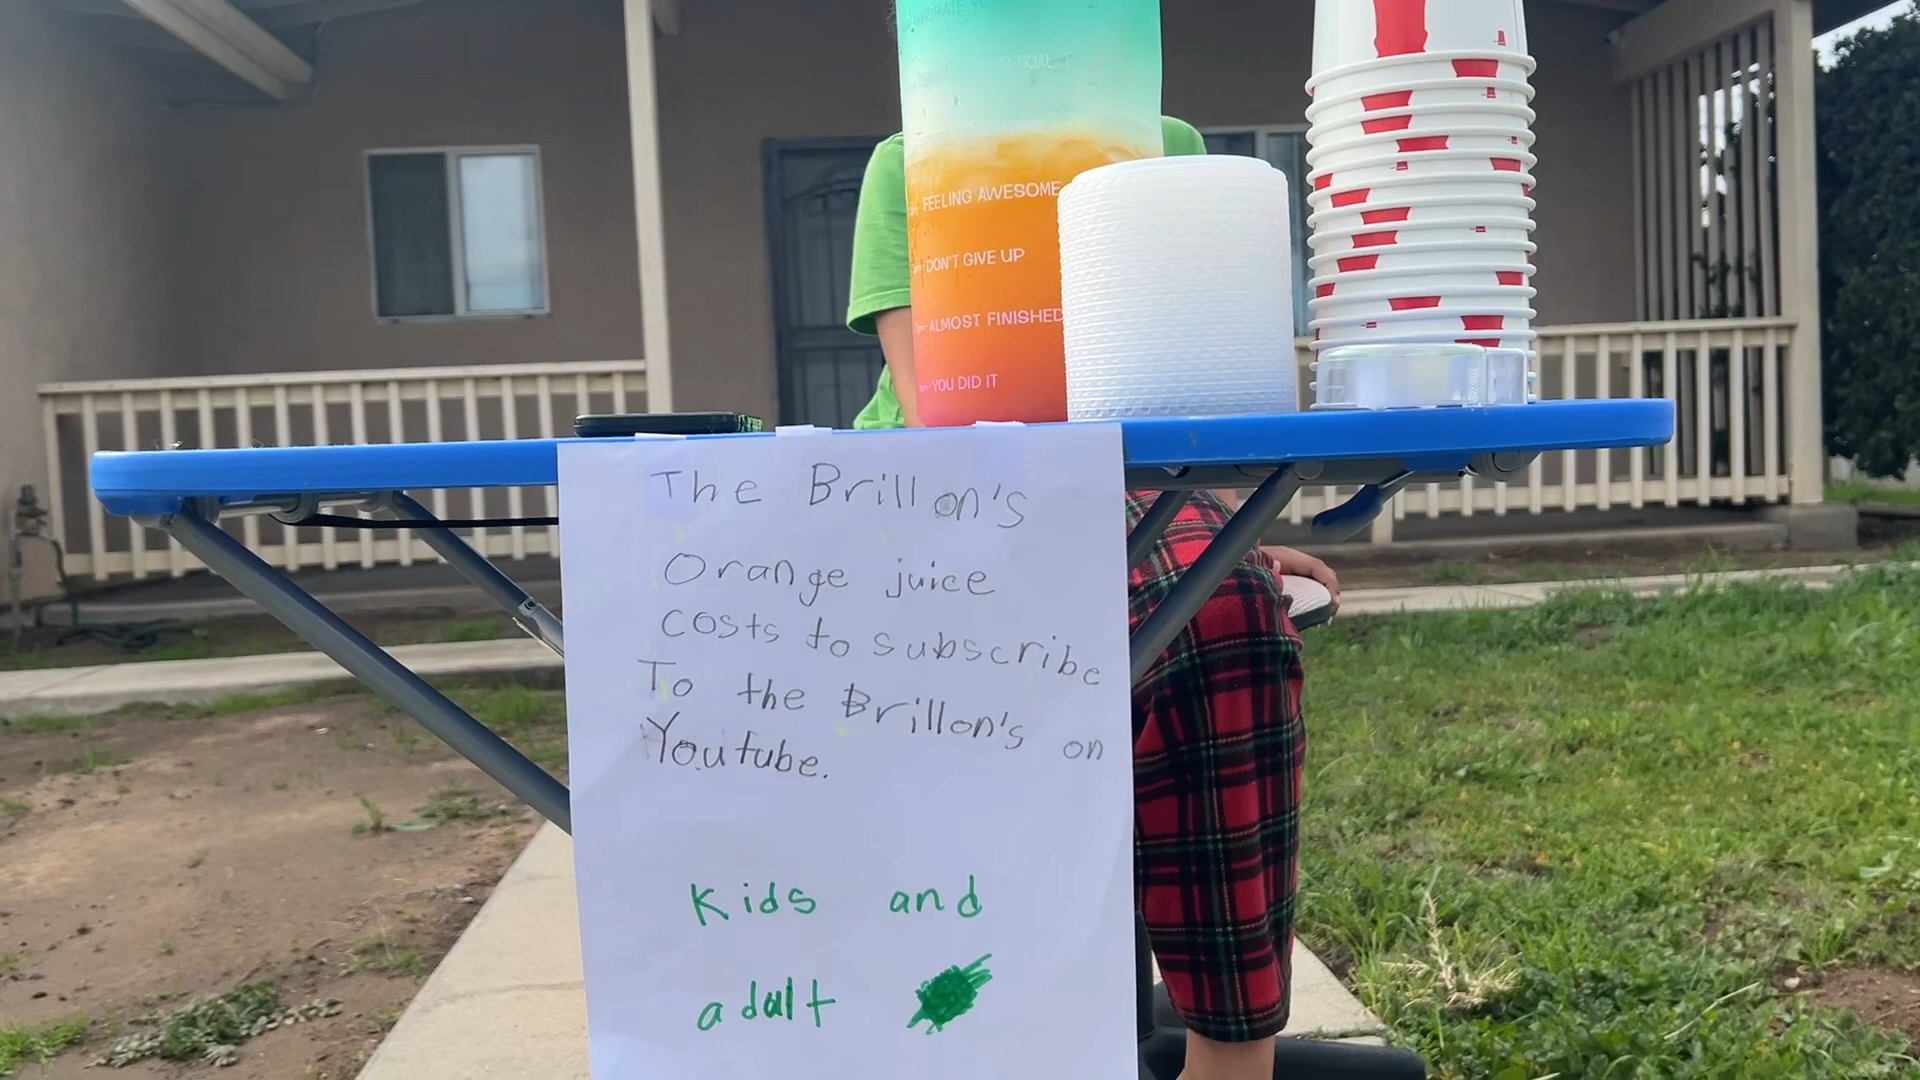 GOAL
FEELING AWESOME
DON'T GIVE UP
ALMOST FINISHED
YOU DID IT
The Brillon's
Orange juice
costs to subscribe
To the Brillon's on
Youtube.
Kids and
adult